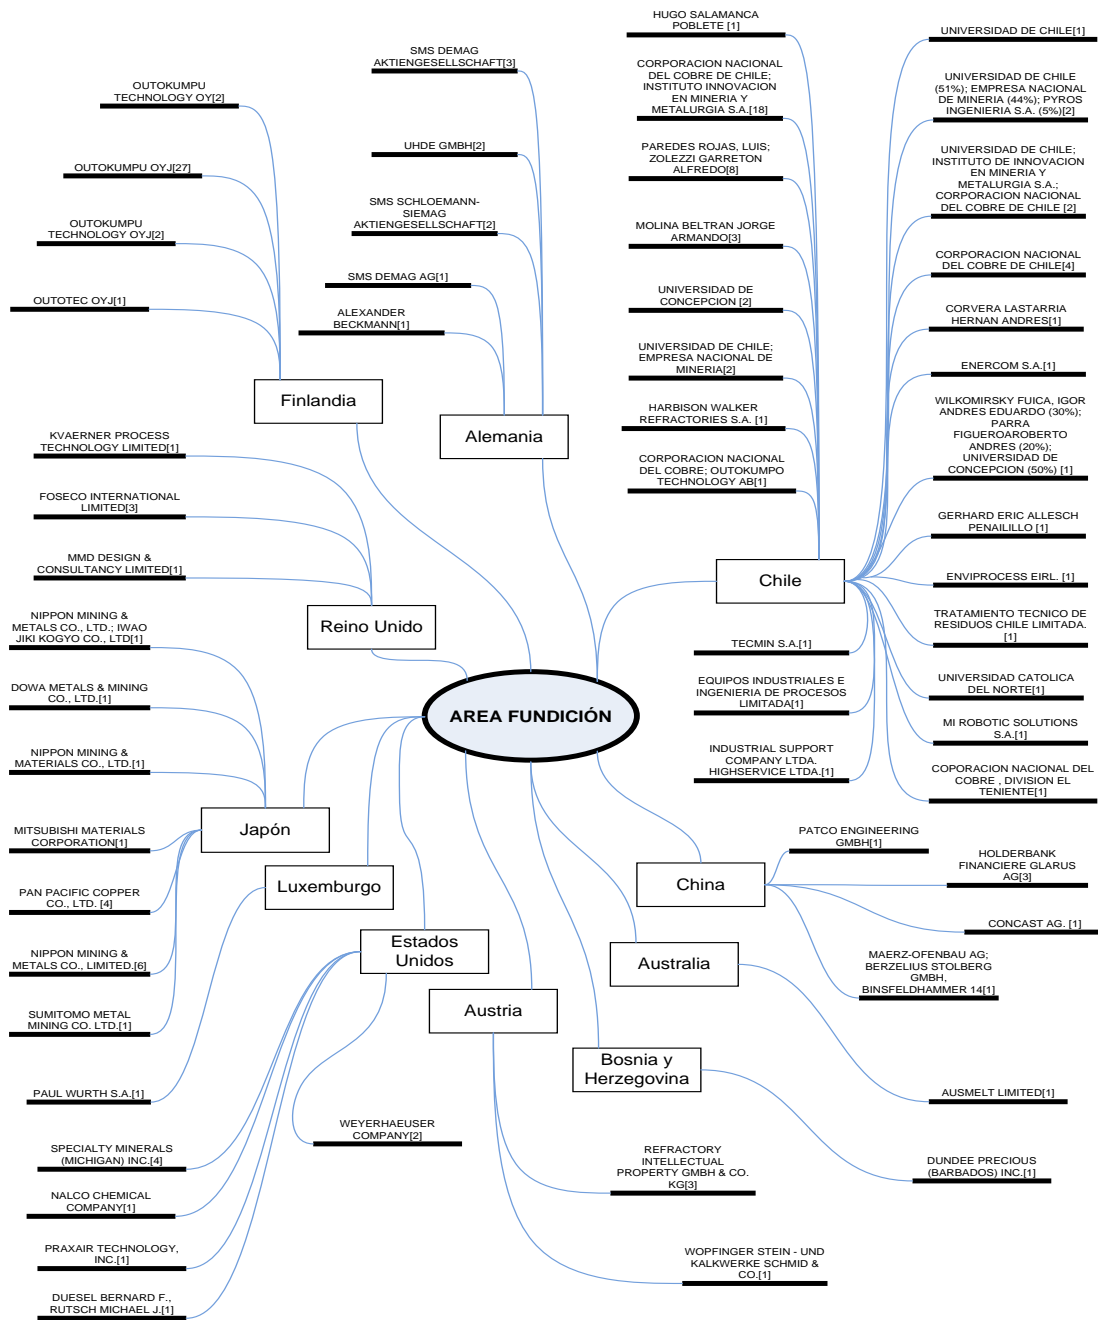 HUGO SALAMANCA
POBLETE [1]
UNIVERSIDAD DE CHILE[1]
SMS DEMAG
AKTIENGESELLSCHAFT[3]
CORPORACION NACIONAL
DEL COBRE DE CHILE;
INSTITUTO INNOVACION
EN MINERIA Y
METALURGIA S.A.[18]
UNIVERSIDAD DE CHILE
(51%); EMPRESA NACIONAL
DE MINERIA (44%); PYROS
INGENIERIA S.A. (5%)[2]
OUTOKUMPU
TECHNOLOGY OY[2]
UHDE GMBH[2]
PAREDES ROJAS, LUIS;
ZOLEZZI GARRETON
ALFREDO[8]
UNIVERSIDAD DE CHILE;
INSTITUTO DE INNOVACION
EN MINERIA Y
METALURGIA S.A.;
CORPORACION NACIONAL
DEL COBRE DE CHILE [2]
OUTOKUMPU OYJ[27]
SMS SCHLOEMANN-
SIEMAG
AKTIENGESELLSCHAFT[2]
MOLINA BELTRAN JORGE
ARMANDO[3]
OUTOKUMPU
TECHNOLOGY OYJ[2]
CORPORACION NACIONAL
DEL COBRE DE CHILE[4]
SMS DEMAG AG[1]
UNIVERSIDAD DE
CONCEPCION [2]
OUTOTEC OYJ[1]
ALEXANDER
BECKMANN[1]
CORVERA LASTARRIA
HERNAN ANDRES[1]
UNIVERSIDAD DE CHILE;
EMPRESA NACIONAL DE
MINERIA[2]
ENERCOM S.A.[1]
Finlandia
Alemania
HARBISON WALKER
REFRACTORIES S.A. [1]
WILKOMIRSKY FUICA, IGOR
ANDRES EDUARDO (30%);
PARRA
FIGUEROAROBERTO
ANDRES (20%);
UNIVERSIDAD DE
CONCEPCION (50%) [1]
KVAERNER PROCESS
TECHNOLOGY LIMITED[1]
CORPORACION NACIONAL
DEL COBRE; OUTOKUMPO
TECHNOLOGY AB[1]
FOSECO INTERNATIONAL
LIMITED[3]
GERHARD ERIC ALLESCH
PENAILILLO [1]
MMD DESIGN &
CONSULTANCY LIMITED[1]
Chile
ENVIPROCESS EIRL. [1]
NIPPON MINING &
METALS CO., LTD.; IWAO
JIKI KOGYO CO., LTD[1]
Reino Unido
TRATAMIENTO TECNICO DE
RESIDUOS CHILE LIMITADA.
[1]
TECMIN S.A.[1]
DOWA METALS & MINING
CO., LTD.[1]
EQUIPOS INDUSTRIALES E
INGENIERIA DE PROCESOS
LIMITADA[1]
UNIVERSIDAD CATOLICA
DEL NORTE[1]
AREA FUNDICIÓN
MI ROBOTIC SOLUTIONS
S.A.[1]
NIPPON MINING &
MATERIALS CO., LTD.[1]
INDUSTRIAL SUPPORT
COMPANY LTDA.
HIGHSERVICE LTDA.[1]
COPORACION NACIONAL DEL
COBRE , DIVISION EL
TENIENTE[1]
Japón
MITSUBISHI MATERIALS
CORPORATION[1]
PATCO ENGINEERING
GMBH[1]
HOLDERBANK
FINANCIERE GLARUS
AG[3]
Luxemburgo
China
PAN PACIFIC COPPER
CO., LTD. [4]
CONCAST AG. [1]
Estados
Unidos
Australia
NIPPON MINING &
METALS CO., LIMITED.[6]
MAERZ-OFENBAU AG;
BERZELIUS STOLBERG
GMBH,
BINSFELDHAMMER 14[1]
Austria
SUMITOMO METAL
MINING CO. LTD.[1]
Bosnia y
Herzegovina
PAUL WURTH S.A.[1]
AUSMELT LIMITED[1]
WEYERHAEUSER
COMPANY[2]
SPECIALTY MINERALS
(MICHIGAN) INC.[4]
REFRACTORY
INTELLECTUAL
PROPERTY GMBH & CO.
KG[3]
DUNDEE PRECIOUS
(BARBADOS) INC.[1]
NALCO CHEMICAL
COMPANY[1]
PRAXAIR TECHNOLOGY,
INC.[1]
WOPFINGER STEIN - UND
KALKWERKE SCHMID &
CO.[1]
DUESEL BERNARD F.,
RUTSCH MICHAEL J.[1]